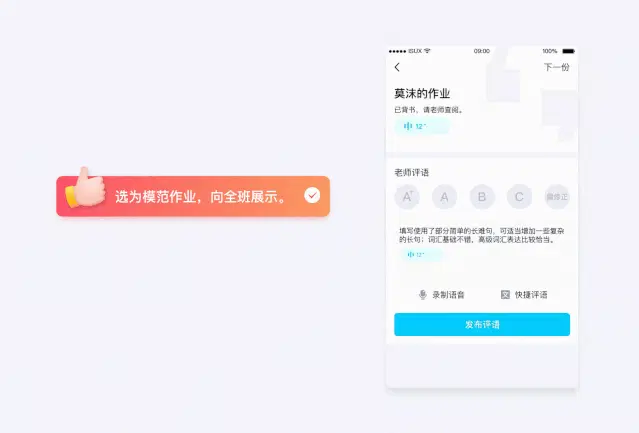 ISUX 09:00 100%
下一份
莫沫的作业
已背书，请老师查阅。
12"
选为模范作业，向全班展示。
老师评语
A+ A B C 需修正
填写使用了部分简单的长难句，可适当增加一些复杂
的长句；词汇基础不错，高级词汇表达比较恰当。
12"
录制语音 快捷评语
发布评语